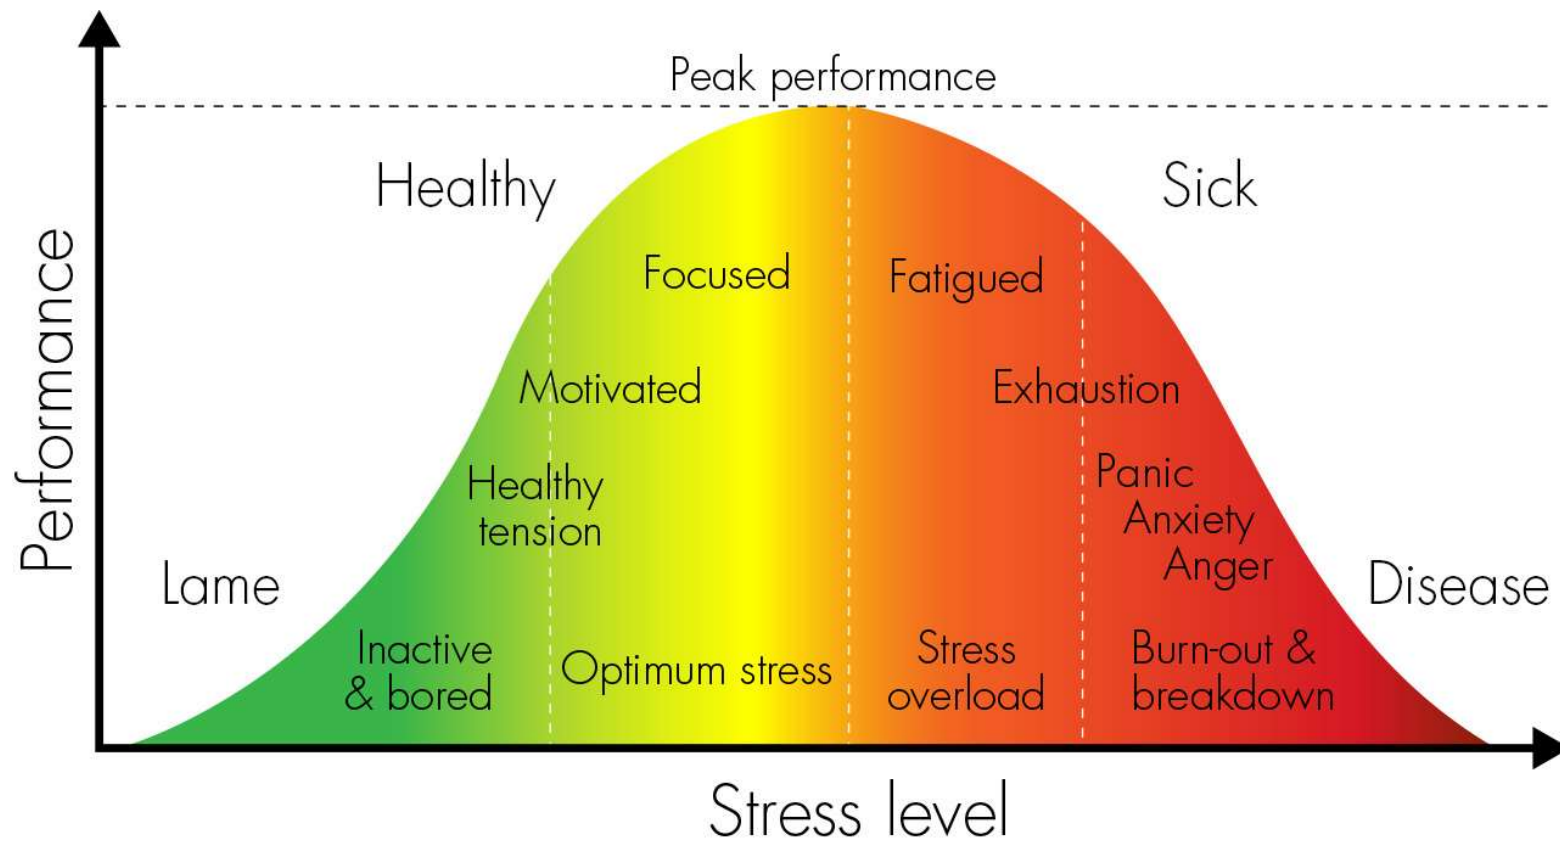 Peak performance
Healthy
Sick
Performance
Focused
Fatigued
Motivated
Exhaustion
Healthy
tension
Panic
Anxiety
Anger
Lame
Disease
Inactive
& bored
Optimum stress
Stress
overload
Burn-out &
breakdown
Stress level